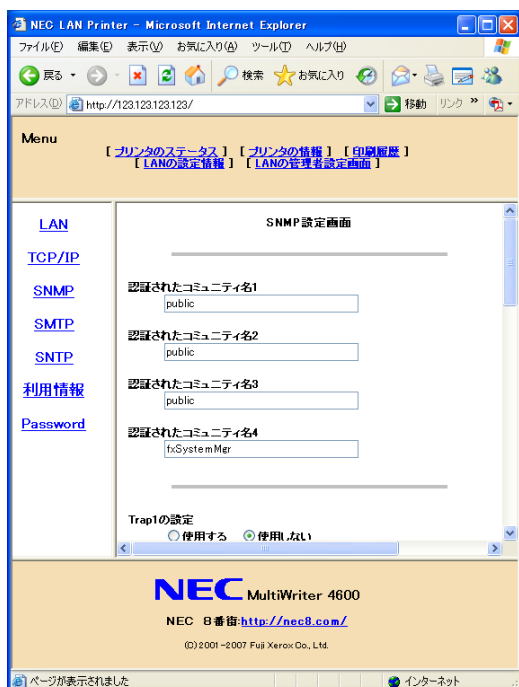 NEC LAN Printer - Microsoft Internet Explorer
ファイル(F) 編集(E) 表示(V) お気に入り(A) ツール(T) ヘルプ(H)
戻る 検索 お気に入り
アドレス(D) http://123.123.123.123/ 移動 リンク »
Menu
[ プリンタのステータス ] [ プリンタの情報 ] [ 印刷履歴 ]
[ LANの設定情報 ] [ LANの管理者設定画面 ]
LAN
TCP/IP
SNMP
SMTP
SNTP
利用情報
Password
SNMP設定画面
認証されたコミュニティ名1
public
認証されたコミュニティ名2
public
認証されたコミュニティ名3
public
認証されたコミュニティ名4
fxSystemMgr
Trap1の設定
使用する 使用しない
NEC MultiWriter 4600
NEC 8番街:http://nec8.com/
(C)2001-2007 Fuji Xerox Co., Ltd.
ページが表示されました インターネット